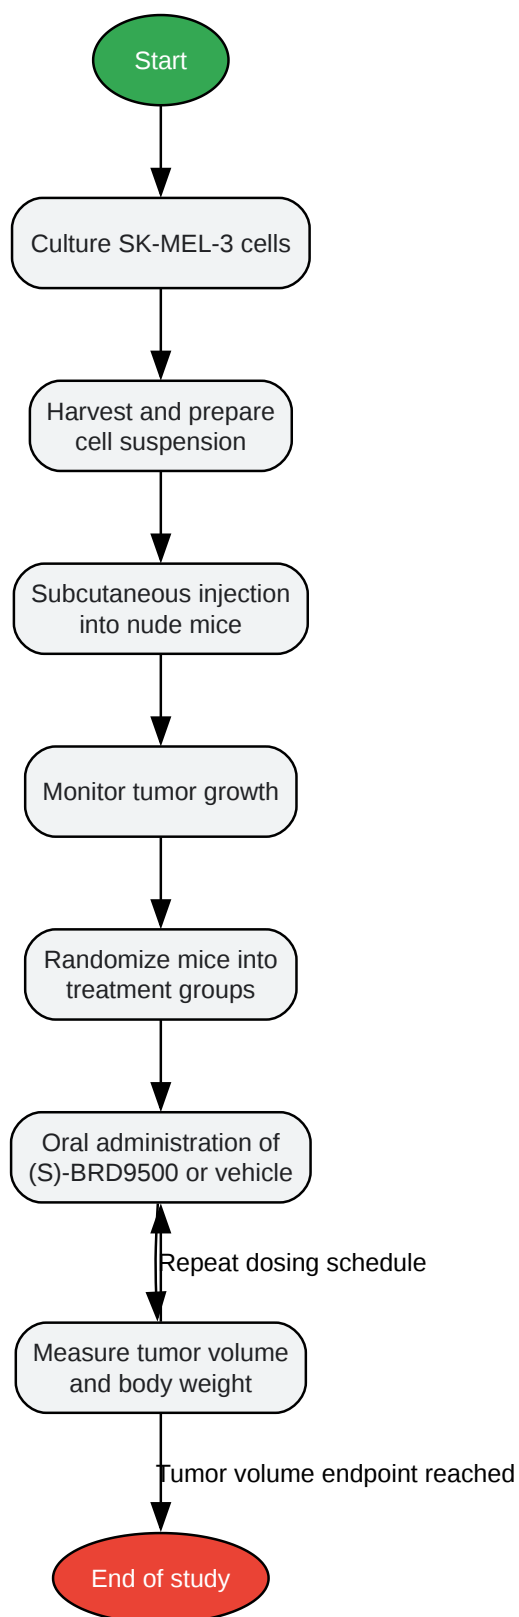 Start
Culture SK-MEL-3 cells
Harvest and prepare
cell suspension
Subcutaneous injection
into nude mice
Monitor tumor growth
Randomize mice into
treatment groups
Oral administration of
(S)-BRD9500 or vehicle
Repeat dosing schedule
Measure tumor volume
and body weight
Tumor volume endpoint reached
End of study